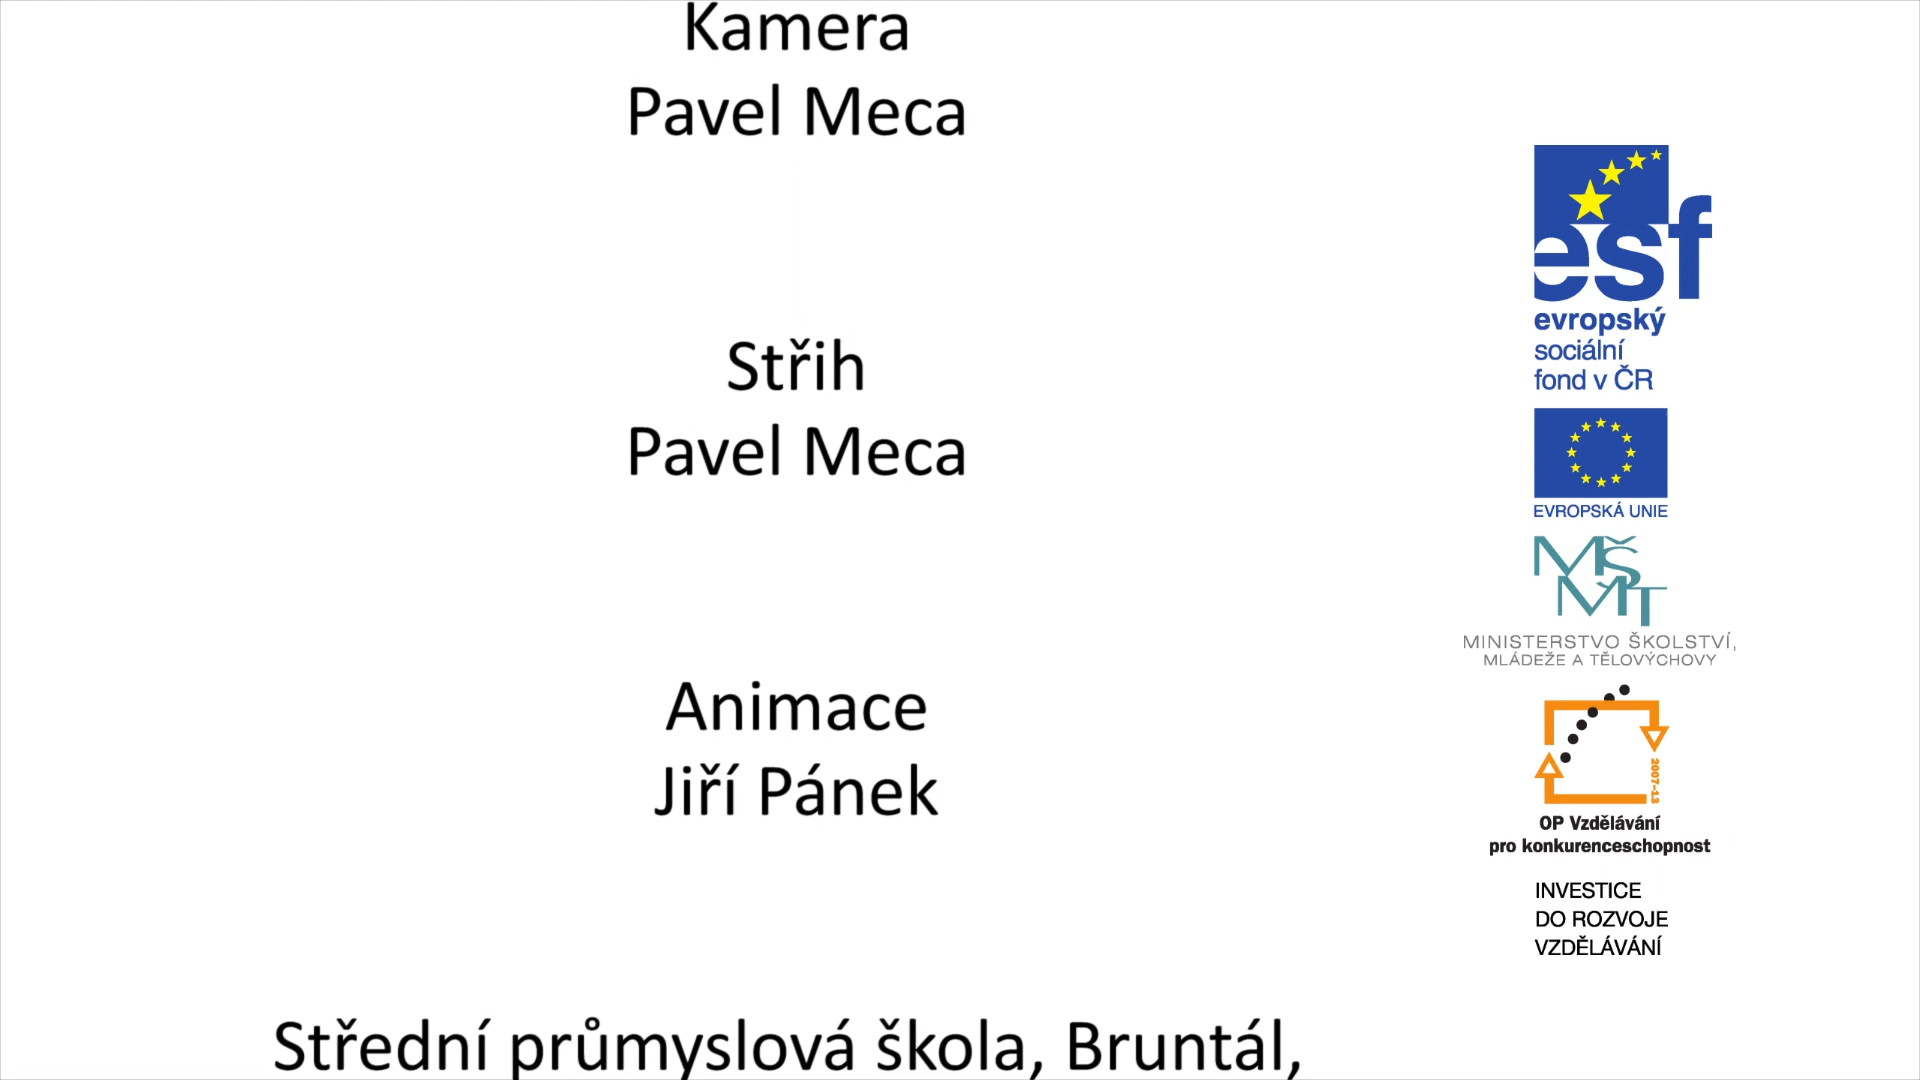 Kamera
Pavel Meca
Střih
Pavel Meca
Animace
Jiří Pánek
Střední průmyslová škola, Bruntál,
esf
evropský
sociální
fond v ČR
EVROPSKÁ UNIE
MŠMT
MINISTERSTVO ŠKOLSTVÍ,
MLÁDEŽE A TĚLOVÝCHOVY
2007-13
OP Vzdělávání
pro konkurenceschopnost
INVESTICE
DO ROZVOJE
VZDĚLÁVÁNÍ